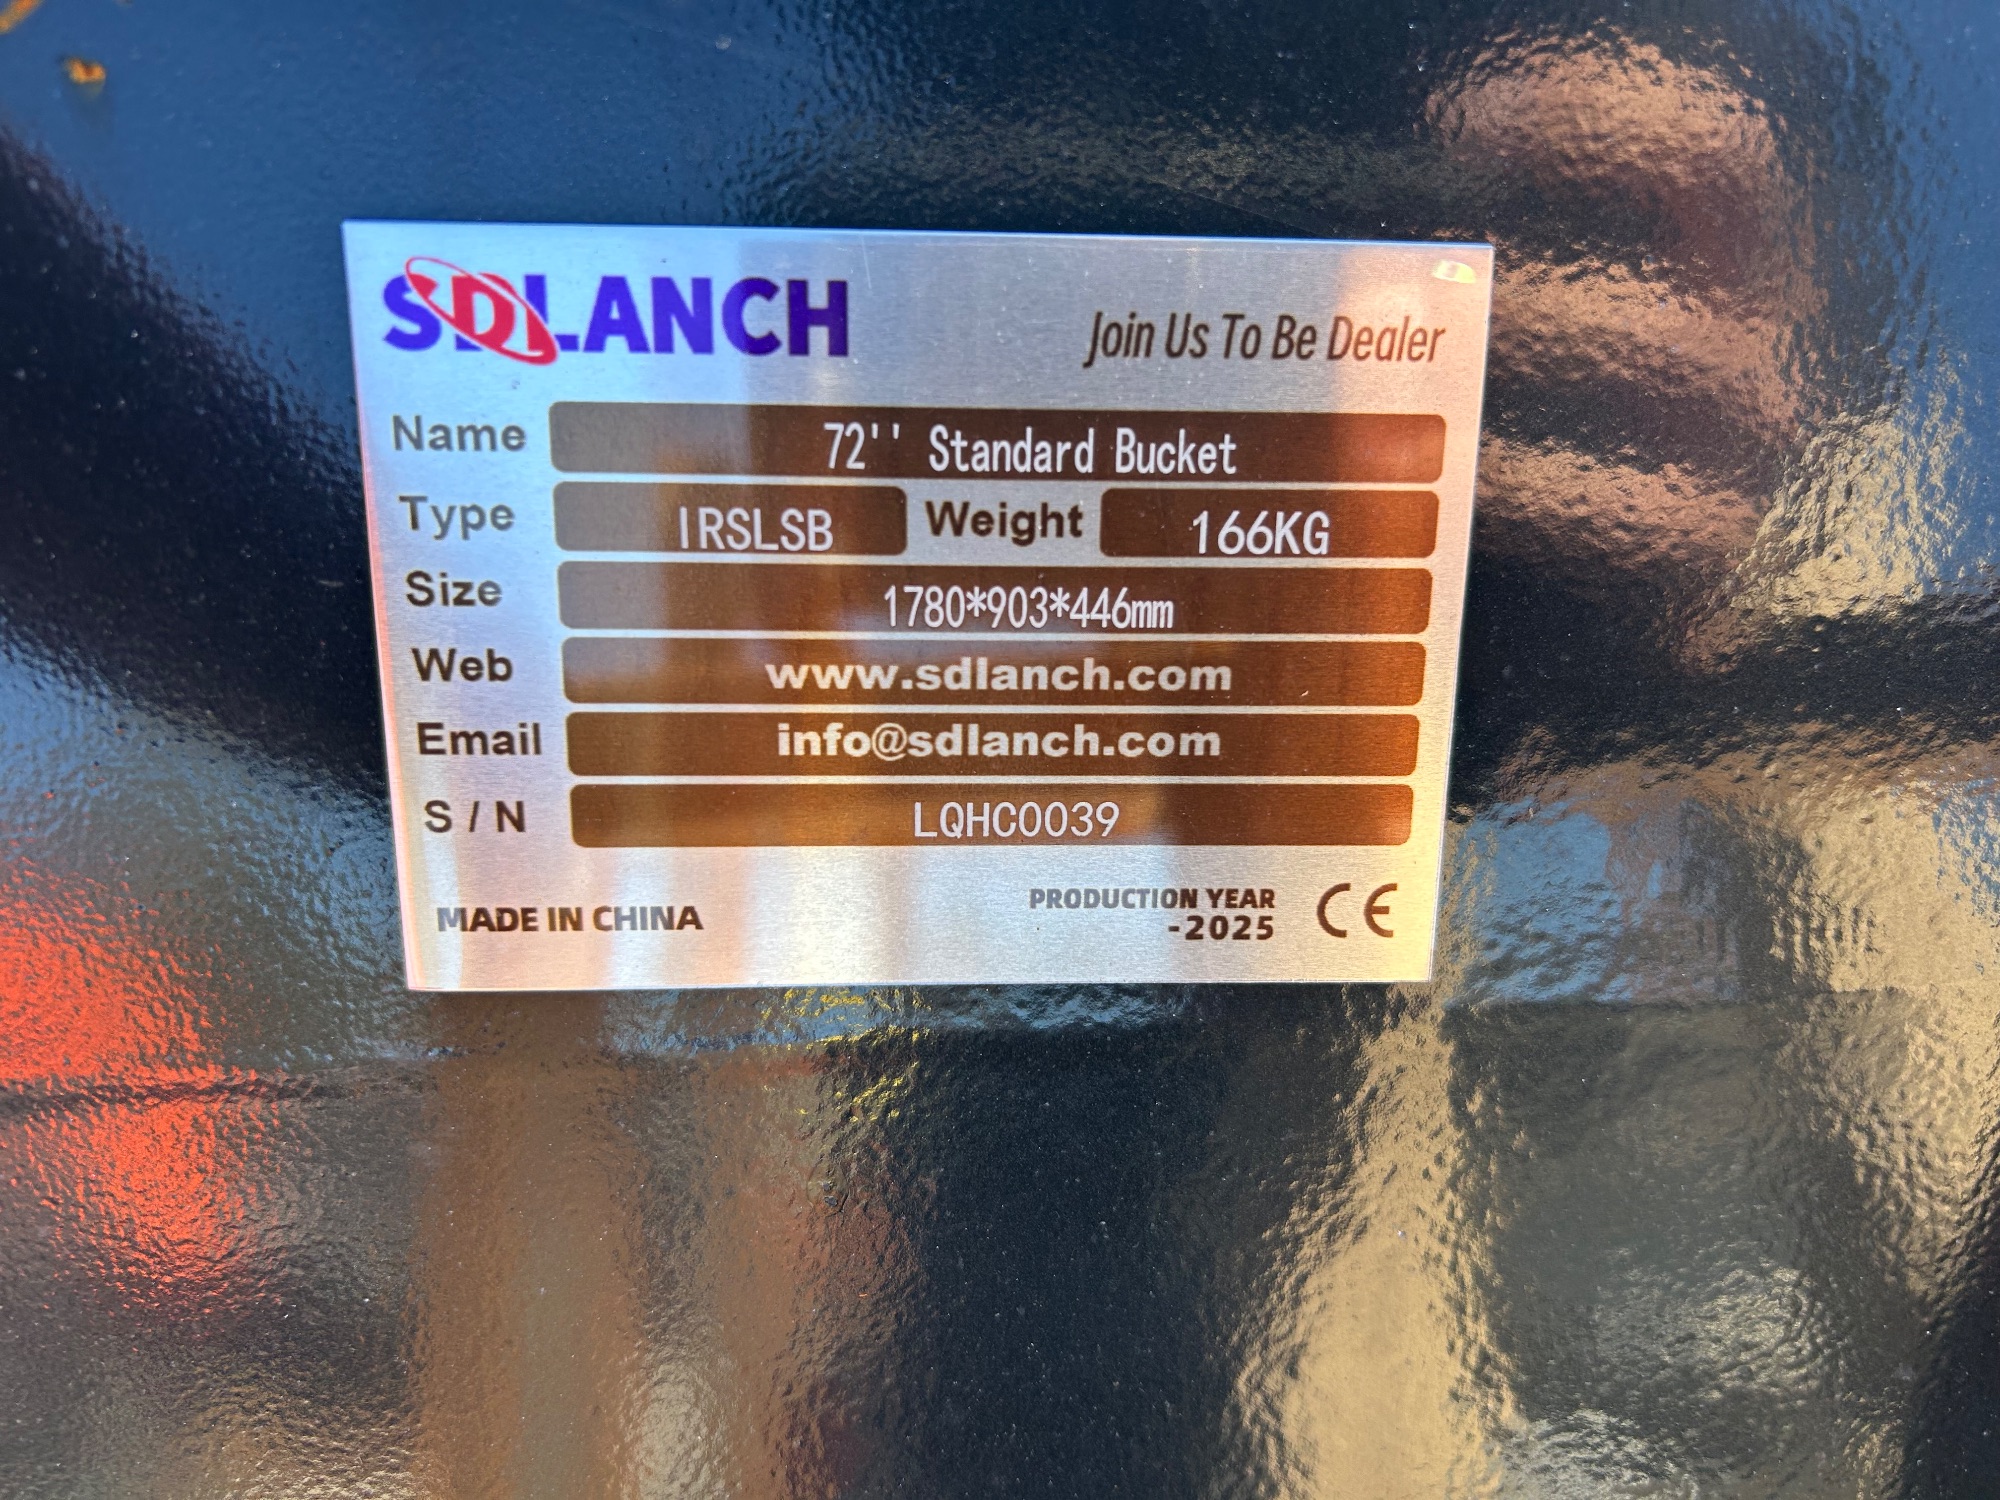 SDLANCH
Join Us To Be Dealer
Name 72'' Standard Bucket
Type IRSLSB Weight 166KG
Size 1780*903*446mm
Web www.sdlanch.com
Email info@sdlanch.com
S / N LQHC0039
MADE IN CHINA
PRODUCTION YEAR
-2025
CE